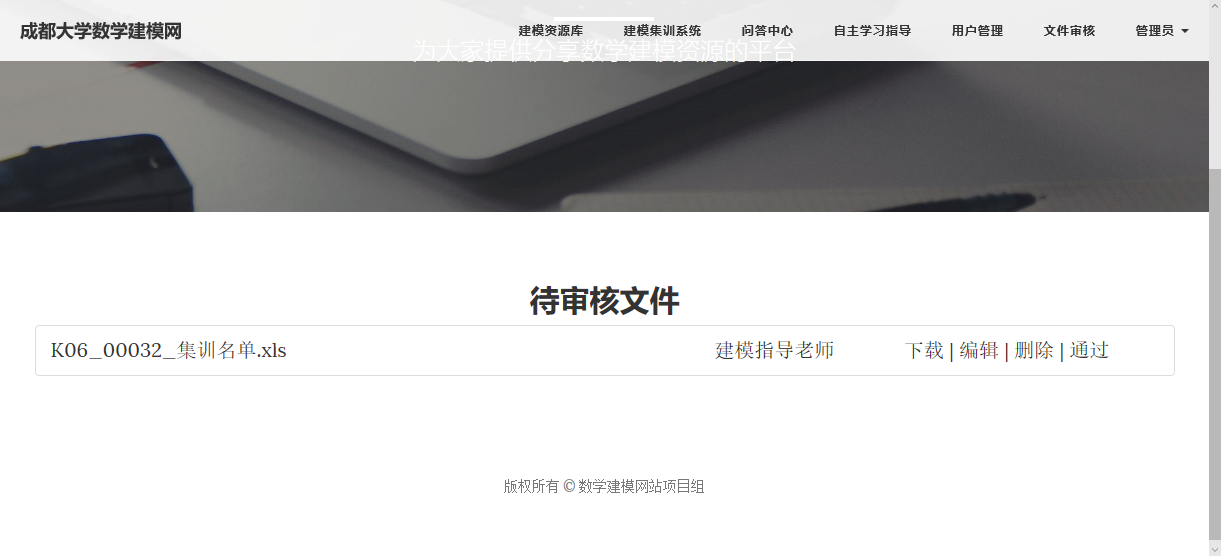 成都大学数学建模网
建模资源库 建模集训系统 问答中心 自主学习指导 用户管理 文件审核 管理员
为大家提供分享数学建模资源的平台
待审核文件
K06_00032_集训名单.xls 建模指导老师 下载 | 编辑 | 删除 | 通过
版权所有 © 数学建模网站项目组